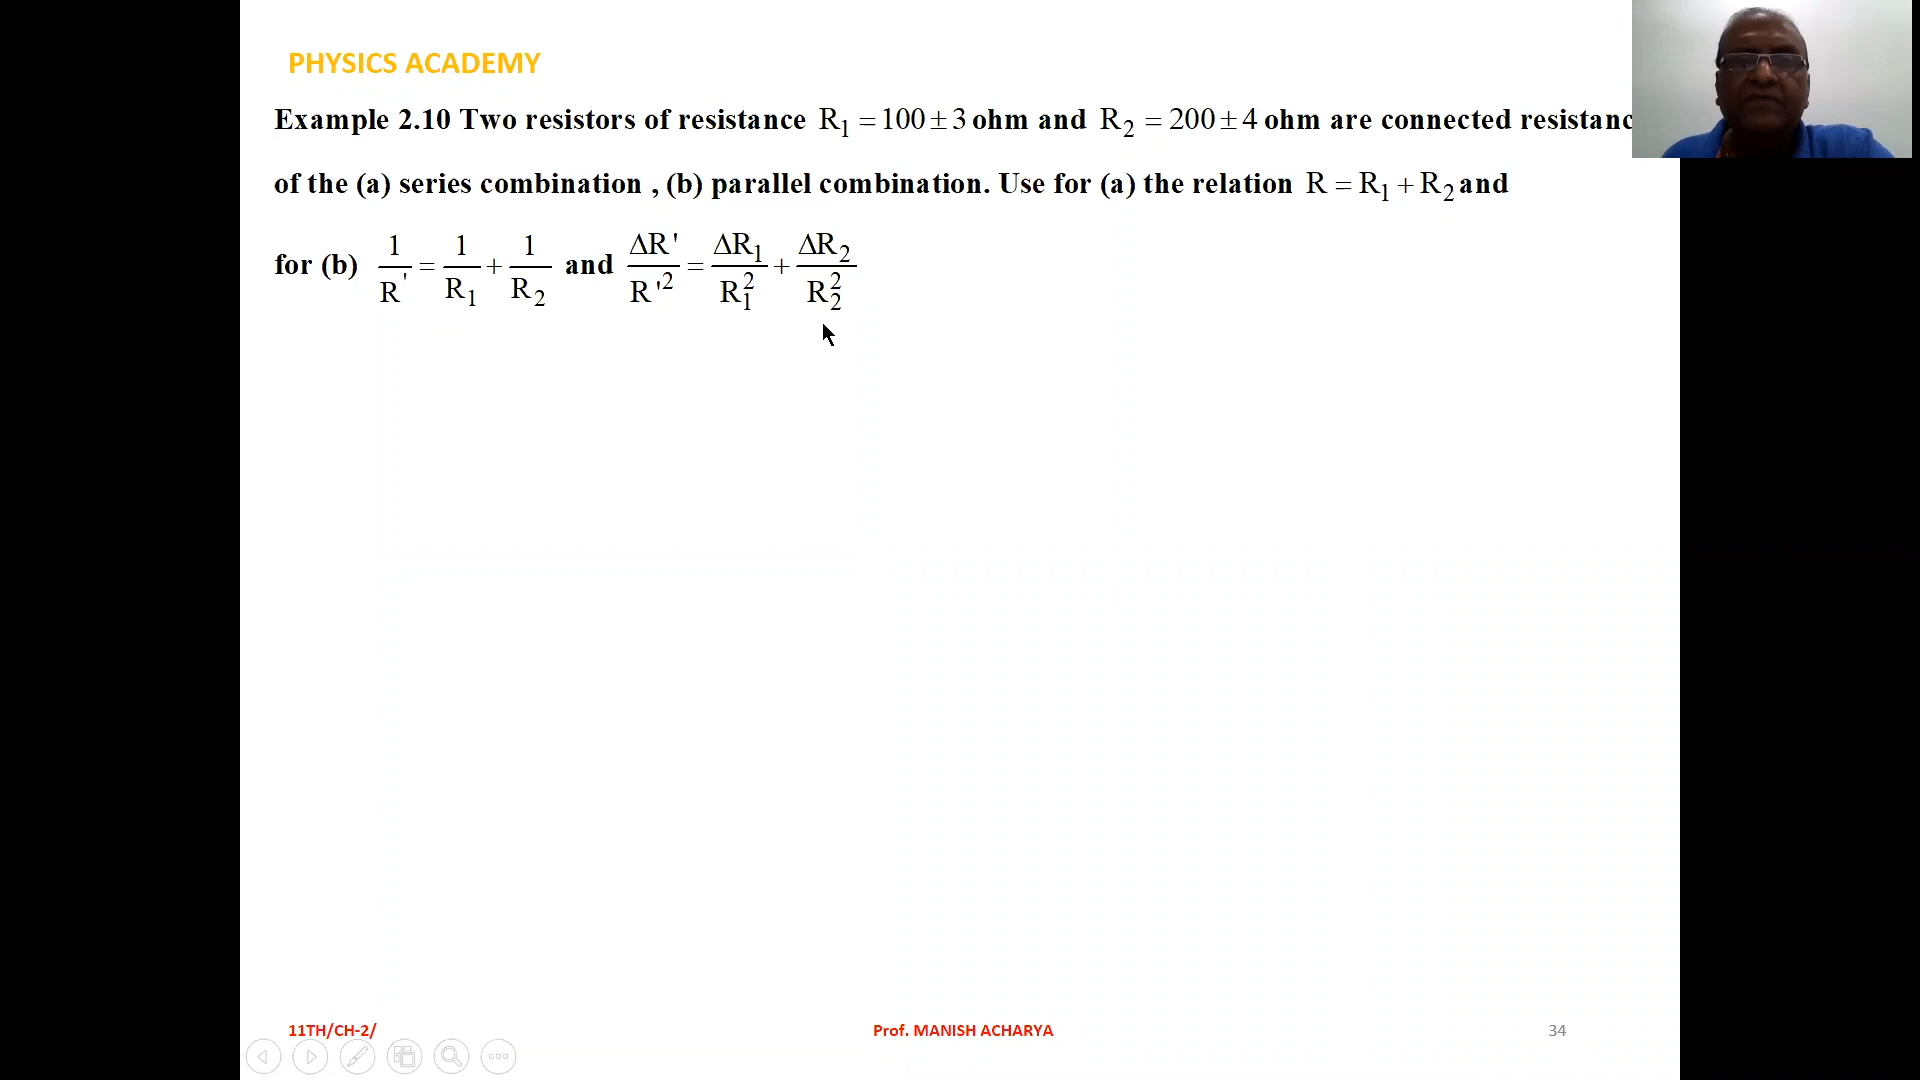 PHYSICS ACADEMY
Example 2.10 Two resistors of resistance R₁ = 100 ± 3 ohm and R₂ = 200 ± 4 ohm are connected resistanc
of the (a) series combination , (b) parallel combination. Use for (a) the relation R = R₁ + R₂ and
for (b) 1/R' = 1/R₁ + 1/R₂ and ΔR'/R'² = ΔR₁/R₁² + ΔR₂/R₂²
11TH/CH-2/ Prof. MANISH ACHARYA 34